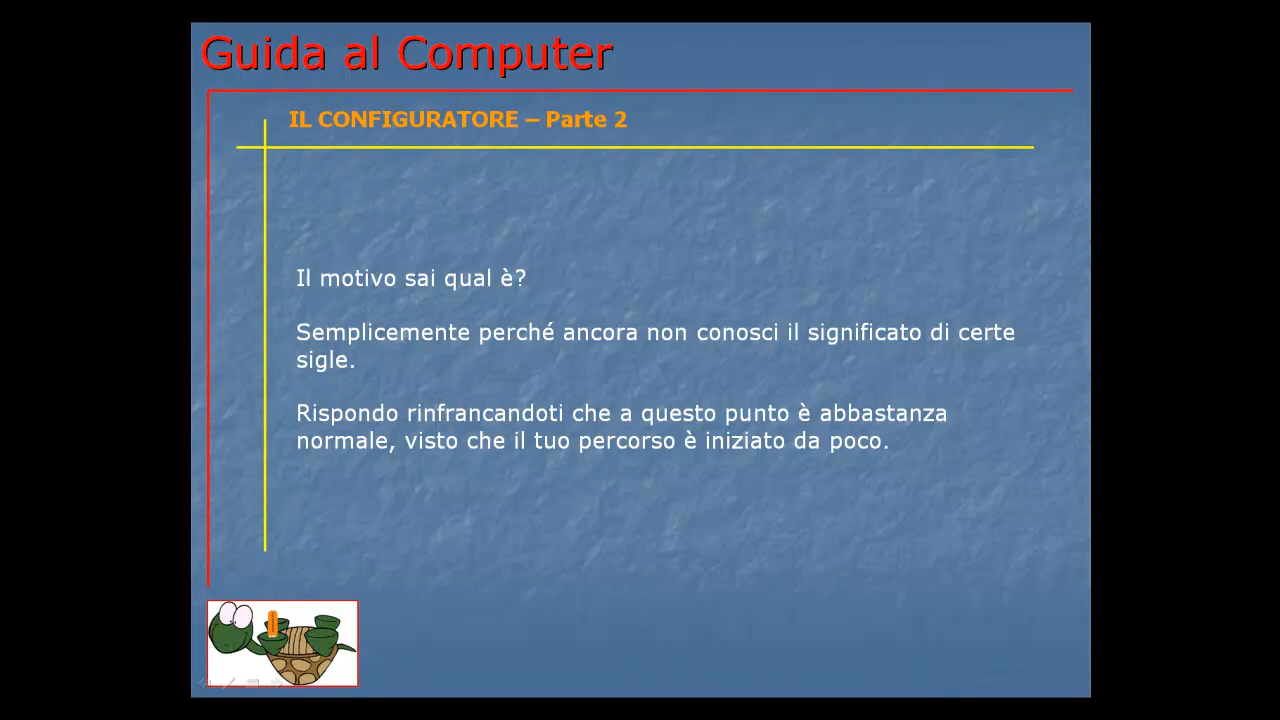 Guida al Computer
IL CONFIGURATORE – Parte 2
Il motivo sai qual è?
Semplicemente perché ancora non conosci il significato di certe
sigle.
Rispondo rinfrancandoti che a questo punto è abbastanza
normale, visto che il tuo percorso è iniziato da poco.